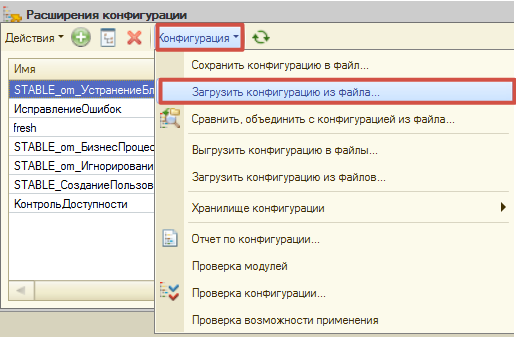 Расширения конфигурации
Действия Конфигурация
Имя
STABLE_om_УстранениеБл
ИсправлениеОшибок
fresh
STABLE_om_БизнесПроцес
STABLE_om_Игнорировани
STABLE_СозданиеПользов
КонтрольДоступности
Сохранить конфигурацию в файл...
Загрузить конфигурацию из файла...
Сравнить, объединить с конфигурацией из файла...
Выгрузить конфигурацию в файлы...
Загрузить конфигурацию из файлов...
Хранилище конфигурации
Отчет по конфигурации...
Проверка модулей
Проверка конфигурации...
Проверка возможности применения